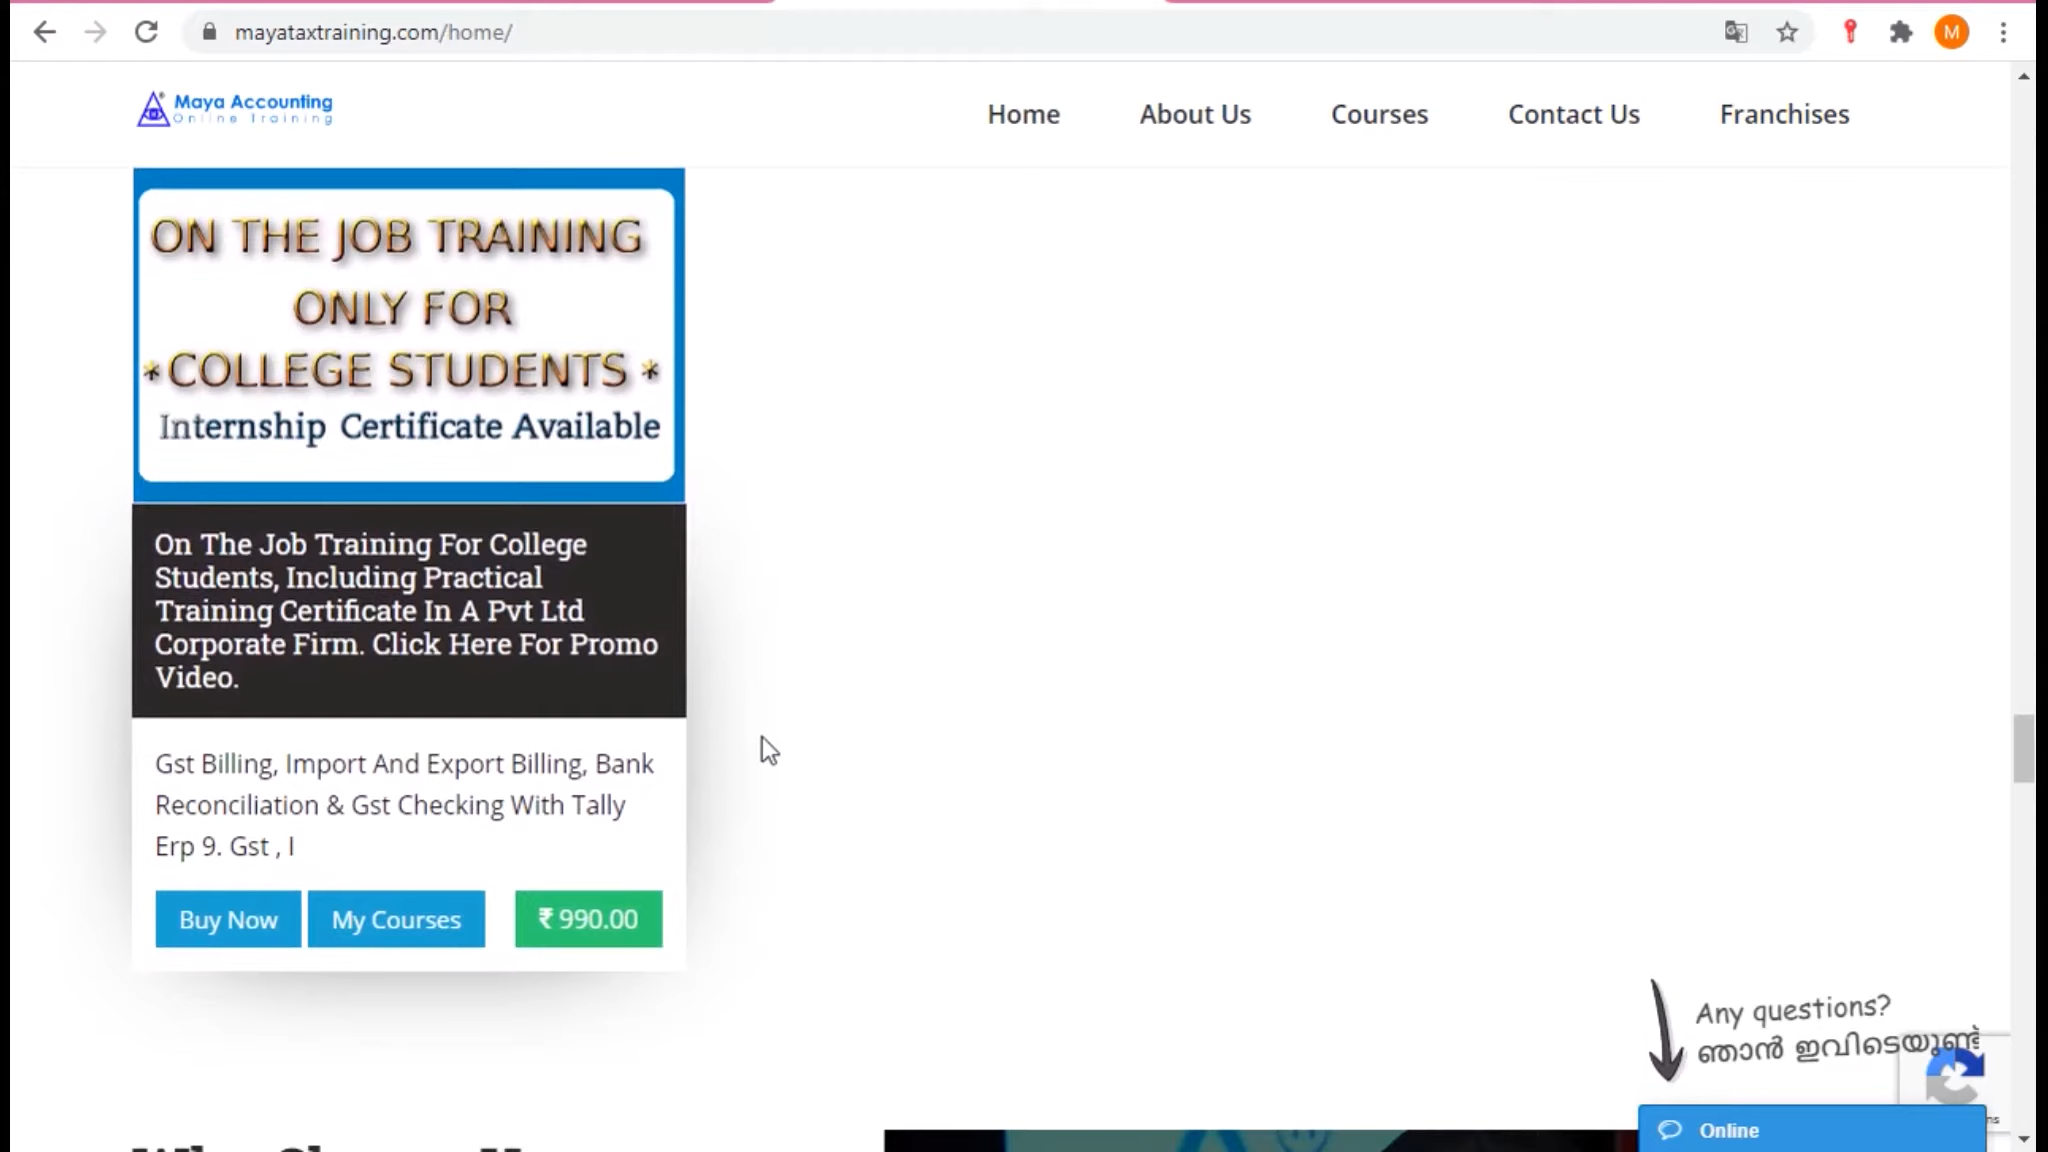 mayataxtraining.com/home/
M
Maya Accounting
Online Training
Home
About Us
Courses
Contact Us
Franchises
ON THE JOB TRAINING
ONLY FOR
*COLLEGE STUDENTS *
Internship Certificate Available
On The Job Training For College
Students, Including Practical
Training Certificate In A Pvt Ltd
Corporate Firm. Click Here For Promo
Video.
Gst Billing, Import And Export Billing, Bank
Reconciliation & Gst Checking With Tally
Erp 9. Gst , I
Buy Now
My Courses
₹ 990.00
Any questions?
ഞാൻ ഇവിടെയുണ്ട്
Online